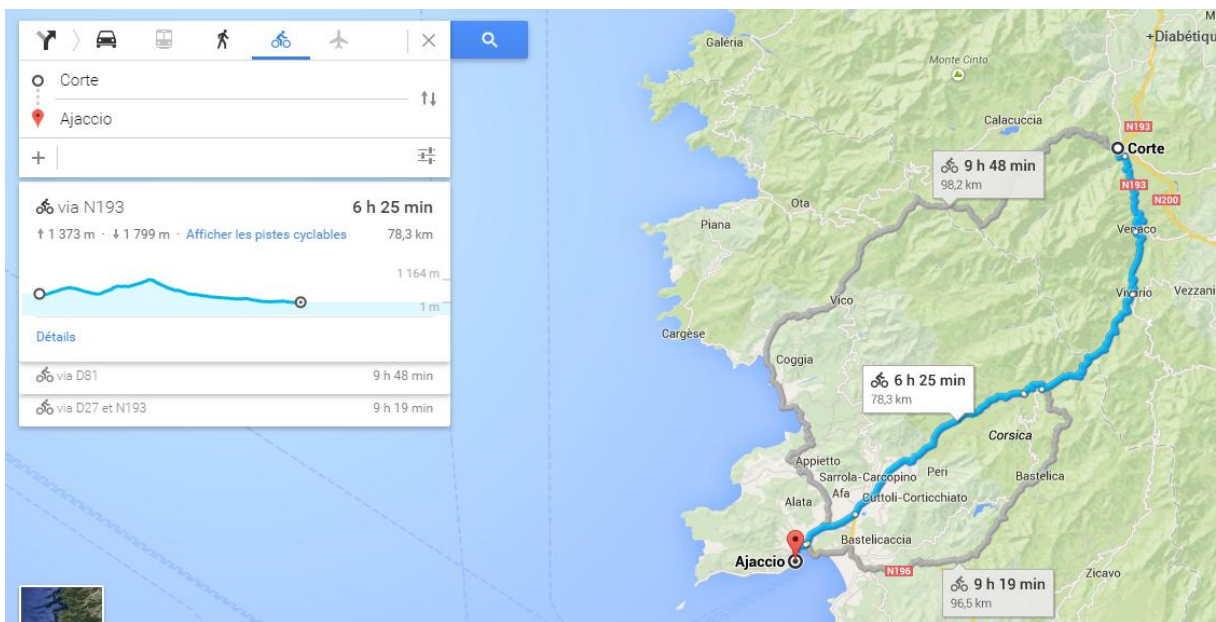 Corte
Ajaccio
via N193
6 h 25 min
↑ 1 373 m · ↓ 1 799 m · Afficher les pistes cyclables
78,3 km
1 164 m
1 m
Détails
via D81
9 h 48 min
via D27 et N193
9 h 19 min
Galéria
Monte Cinto
+Diabétiqu
Calacuccia
N193
Corte
9 h 48 min
98,2 km
N193
N200
Ota
Piana
Venaco
Vico
Vivario
Vezzani
Cargèse
Coggia
6 h 25 min
78,3 km
Corsica
Appietto
Sarrola-Carcopino
Peri
Bastelica
Alata
Afa
Cuttoli-Corticchiato
Bastelicaccia
Ajaccio
N196
9 h 19 min
96,5 km
Zicavo